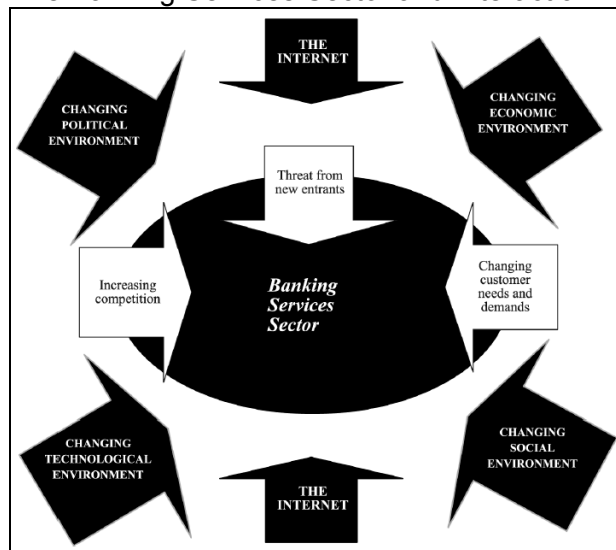 THE
INTERNET
CHANGING
POLITICAL
ENVIRONMENT
CHANGING
ECONOMIC
ENVIRONMENT
Threat from
new entrants
Increasing
competition
Banking
Services
Sector
Changing
customer
needs and
demands
CHANGING
TECHNOLOGICAL
ENVIRONMENT
THE
INTERNET
CHANGING
SOCIAL
ENVIRONMENT